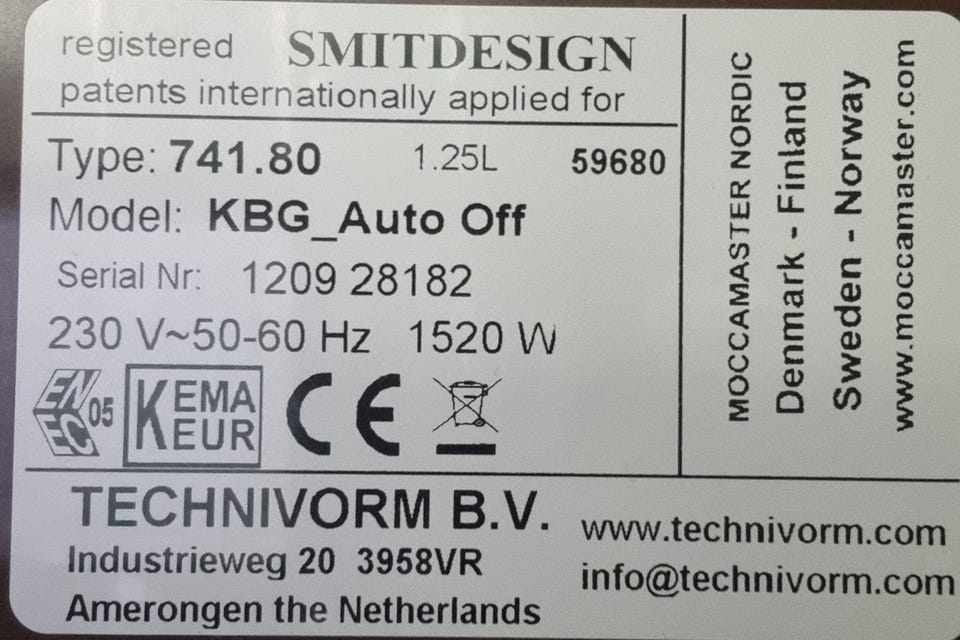 registered SMITDESIGN
patents internationally applied for
Type: 741.80 1.25L 59680
Model: KBG_Auto Off
Serial Nr: 1209 28182
230 V~50-60 Hz 1520 W
ENEC 05 KEMA KEUR CE
MOCCAMASTER NORDIC
Denmark - Finland
Sweden - Norway
www.moccamaster.com
TECHNIVORM B.V.
Industrieweg 20 3958VR
Amerongen the Netherlands
www.technivorm.com
info@technivorm.com